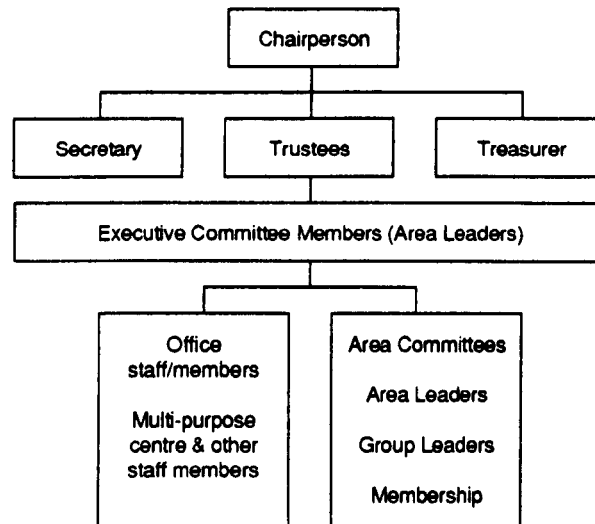 Chairperson
Secretary
Trustees
Treasurer
Executive Committee Members (Area Leaders)
Office
staff/members
Multi-purpose
centre & other
staff members
Area Committees
Area Leaders
Group Leaders
Membership